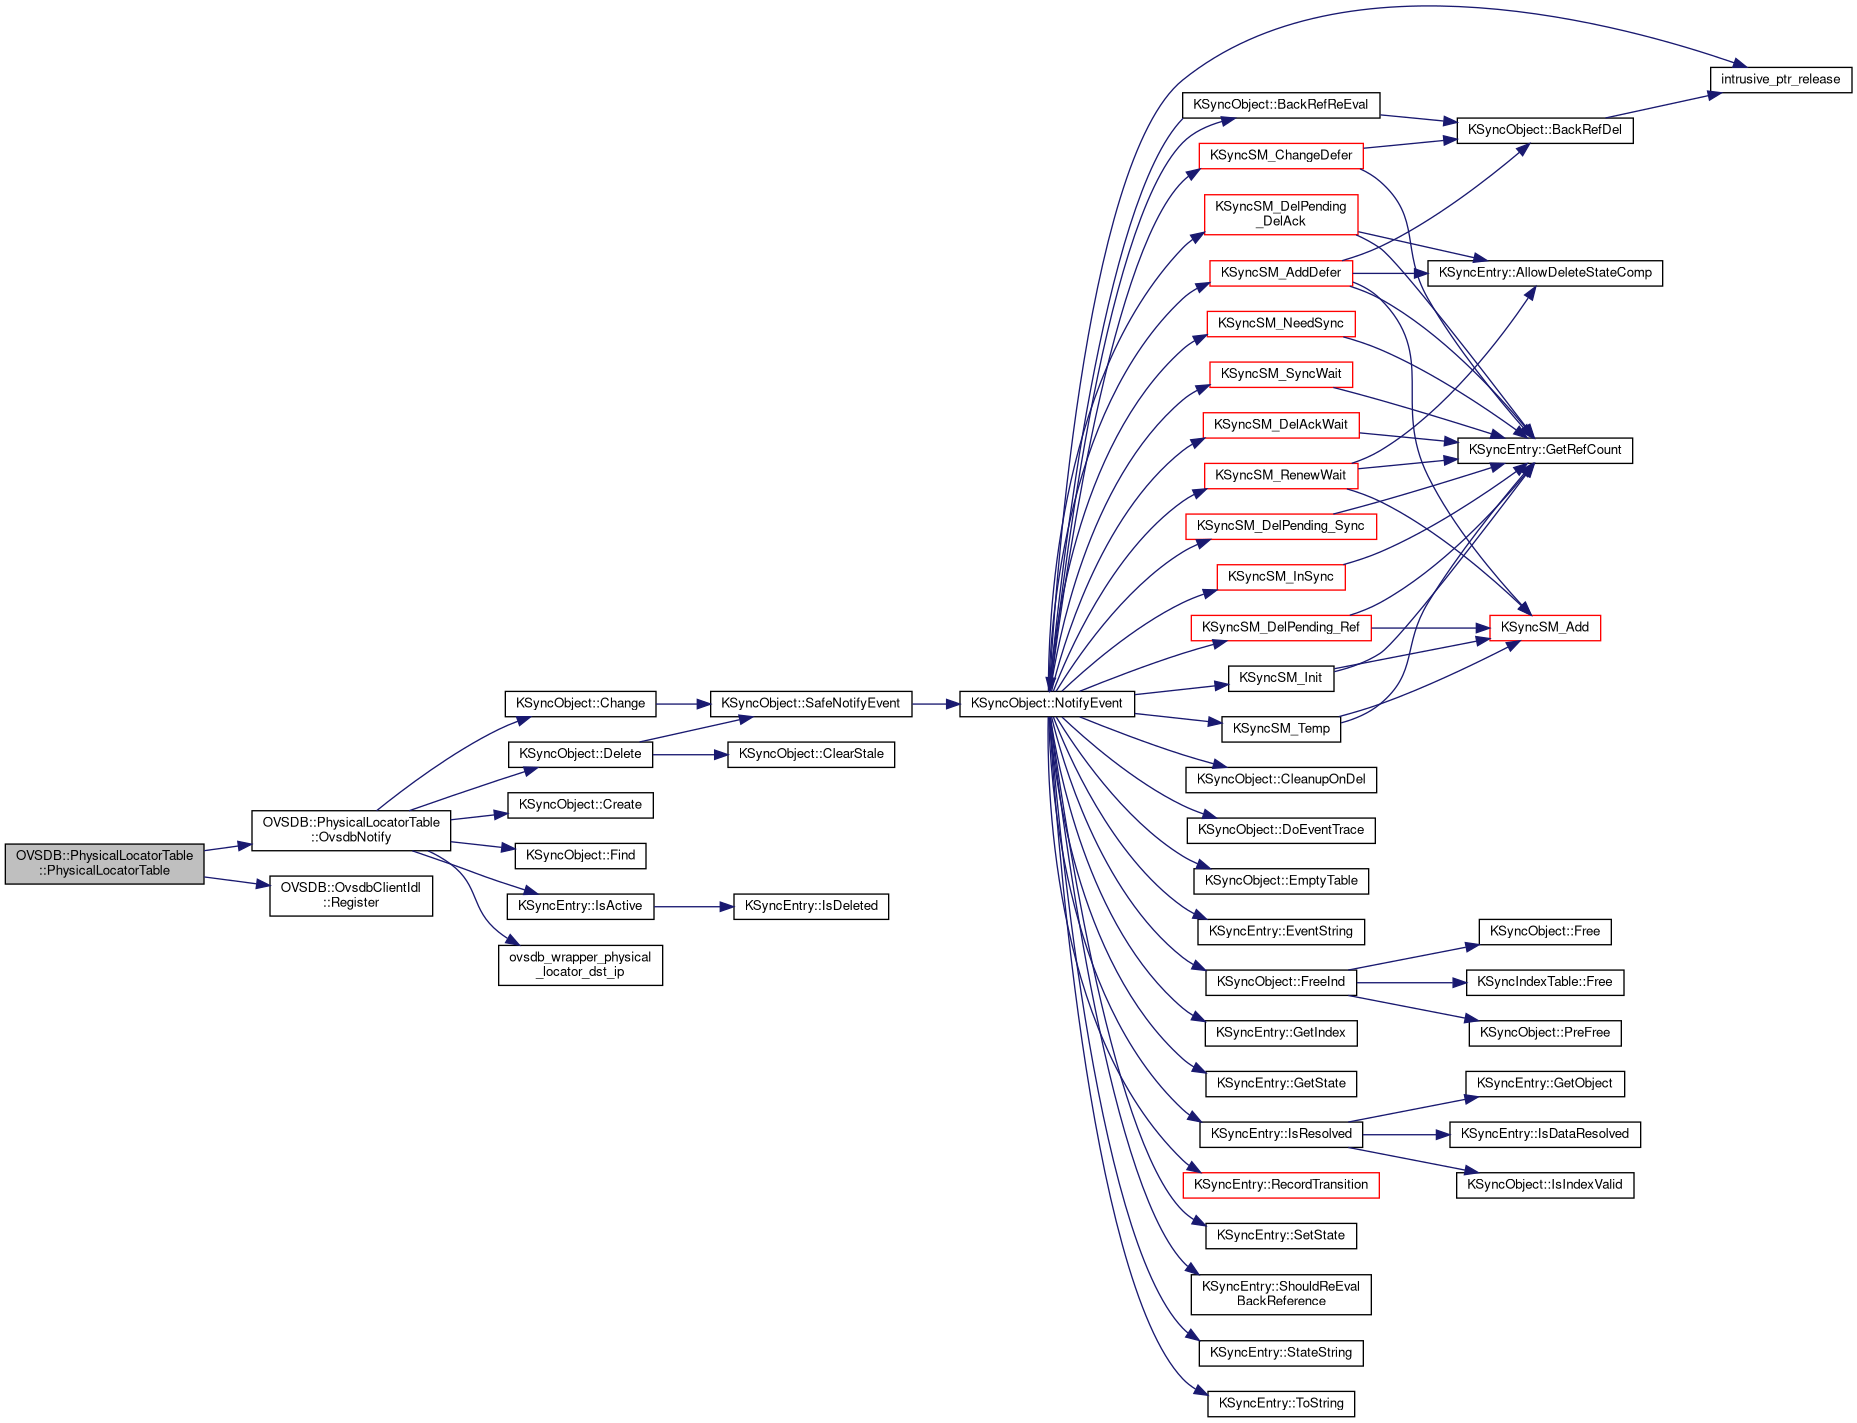 OVSDB::PhysicalLocatorTable
::PhysicalLocatorTable
OVSDB::PhysicalLocatorTable
::OvsdbNotify
OVSDB::OvsdbClientIdl
::Register
KSyncObject::Change
KSyncObject::Delete
KSyncObject::Create
KSyncObject::Find
KSyncEntry::IsActive
ovsdb_wrapper_physical
_locator_dst_ip
KSyncObject::SafeNotifyEvent
KSyncObject::ClearStale
KSyncEntry::IsDeleted
KSyncObject::NotifyEvent
KSyncObject::BackRefReEval
KSyncSM_ChangeDefer
KSyncSM_DelPending
_DelAck
KSyncSM_AddDefer
KSyncSM_NeedSync
KSyncSM_SyncWait
KSyncSM_DelAckWait
KSyncSM_RenewWait
KSyncSM_DelPending_Sync
KSyncSM_InSync
KSyncSM_DelPending_Ref
KSyncSM_Init
KSyncSM_Temp
KSyncObject::CleanupOnDel
KSyncObject::DoEventTrace
KSyncObject::EmptyTable
KSyncEntry::EventString
KSyncObject::FreeInd
KSyncEntry::GetIndex
KSyncEntry::GetState
KSyncEntry::IsResolved
KSyncEntry::RecordTransition
KSyncEntry::SetState
KSyncEntry::ShouldReEval
BackReference
KSyncEntry::StateString
KSyncEntry::ToString
intrusive_ptr_release
KSyncObject::BackRefDel
KSyncEntry::AllowDeleteStateComp
KSyncEntry::GetRefCount
KSyncSM_Add
KSyncObject::Free
KSyncIndexTable::Free
KSyncObject::PreFree
KSyncEntry::GetObject
KSyncEntry::IsDataResolved
KSyncObject::IsIndexValid